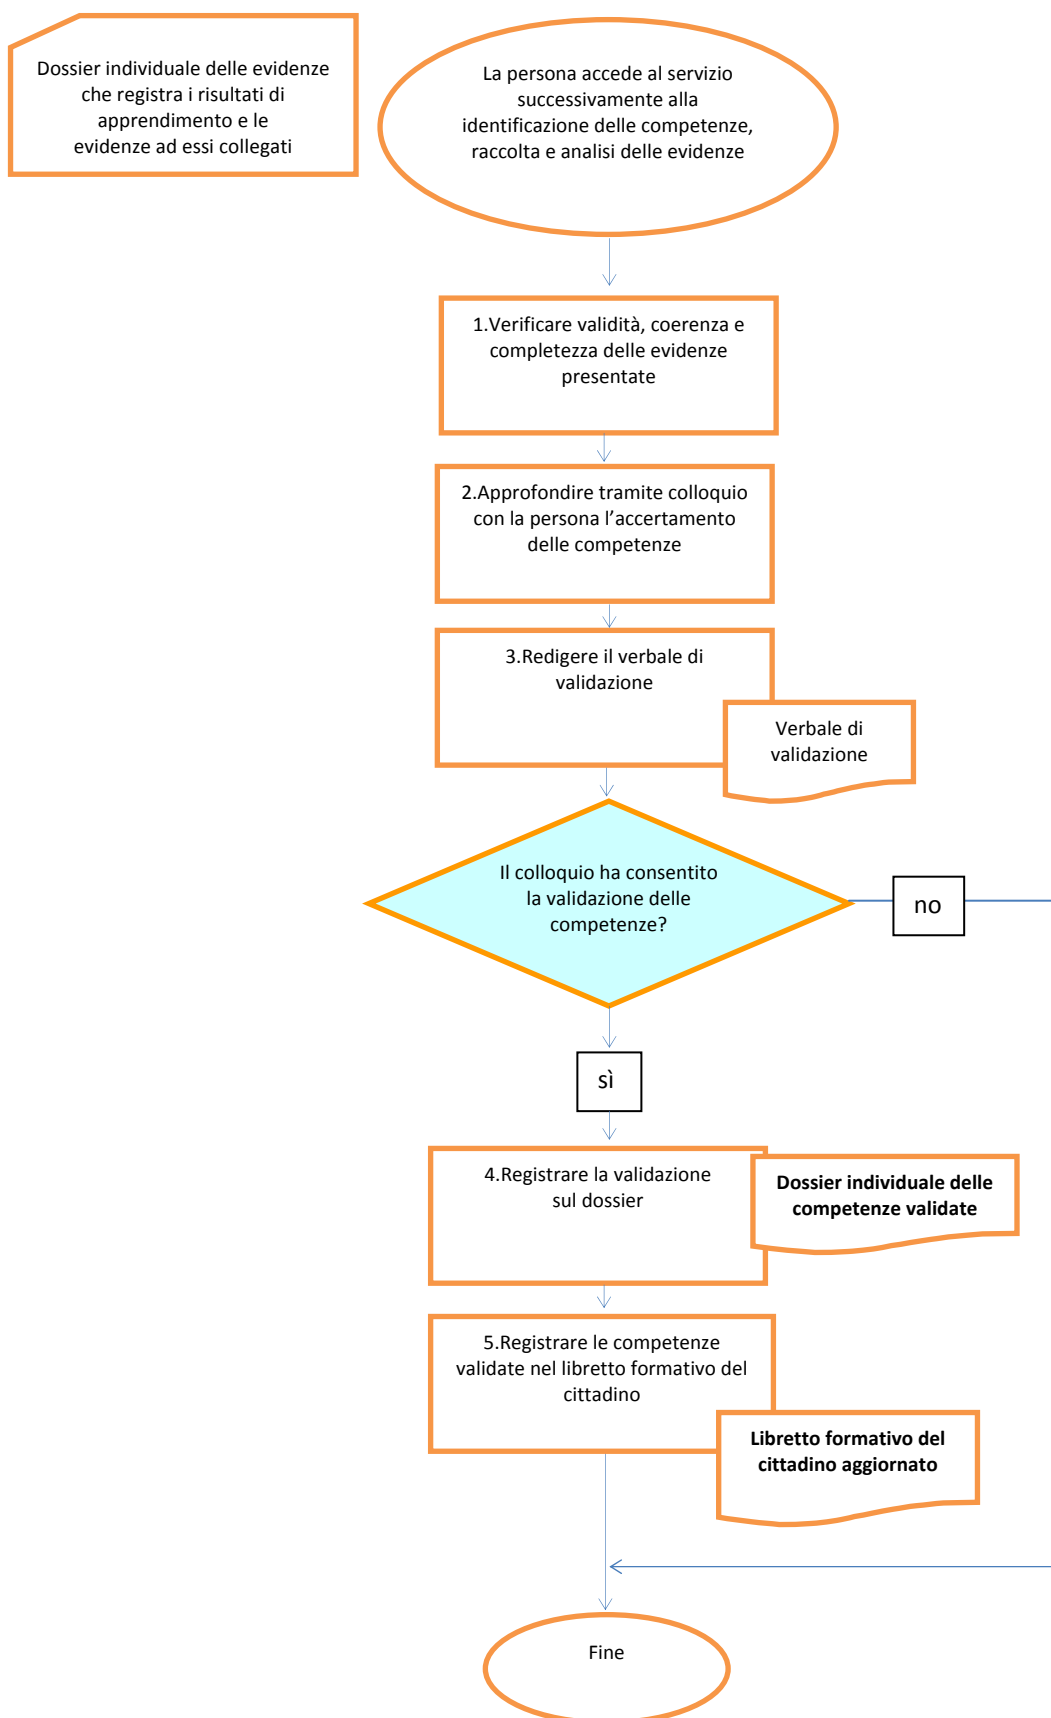 Dossier individuale delle evidenze
che registra i risultati di
apprendimento e le
evidenze ad essi collegati
La persona accede al servizio
successivamente alla
identificazione delle competenze,
raccolta e analisi delle evidenze
1.Verificare validità, coerenza e
completezza delle evidenze
presentate
2.Approfondire tramite colloquio
con la persona l’accertamento
delle competenze
3.Redigere il verbale di
validazione
Verbale di
validazione
Il colloquio ha consentito
la validazione delle
competenze?
no
sì
4.Registrare la validazione
sul dossier
Dossier individuale delle
competenze validate
5.Registrare le competenze
validate nel libretto formativo del
cittadino
Libretto formativo del
cittadino aggiornato
Fine